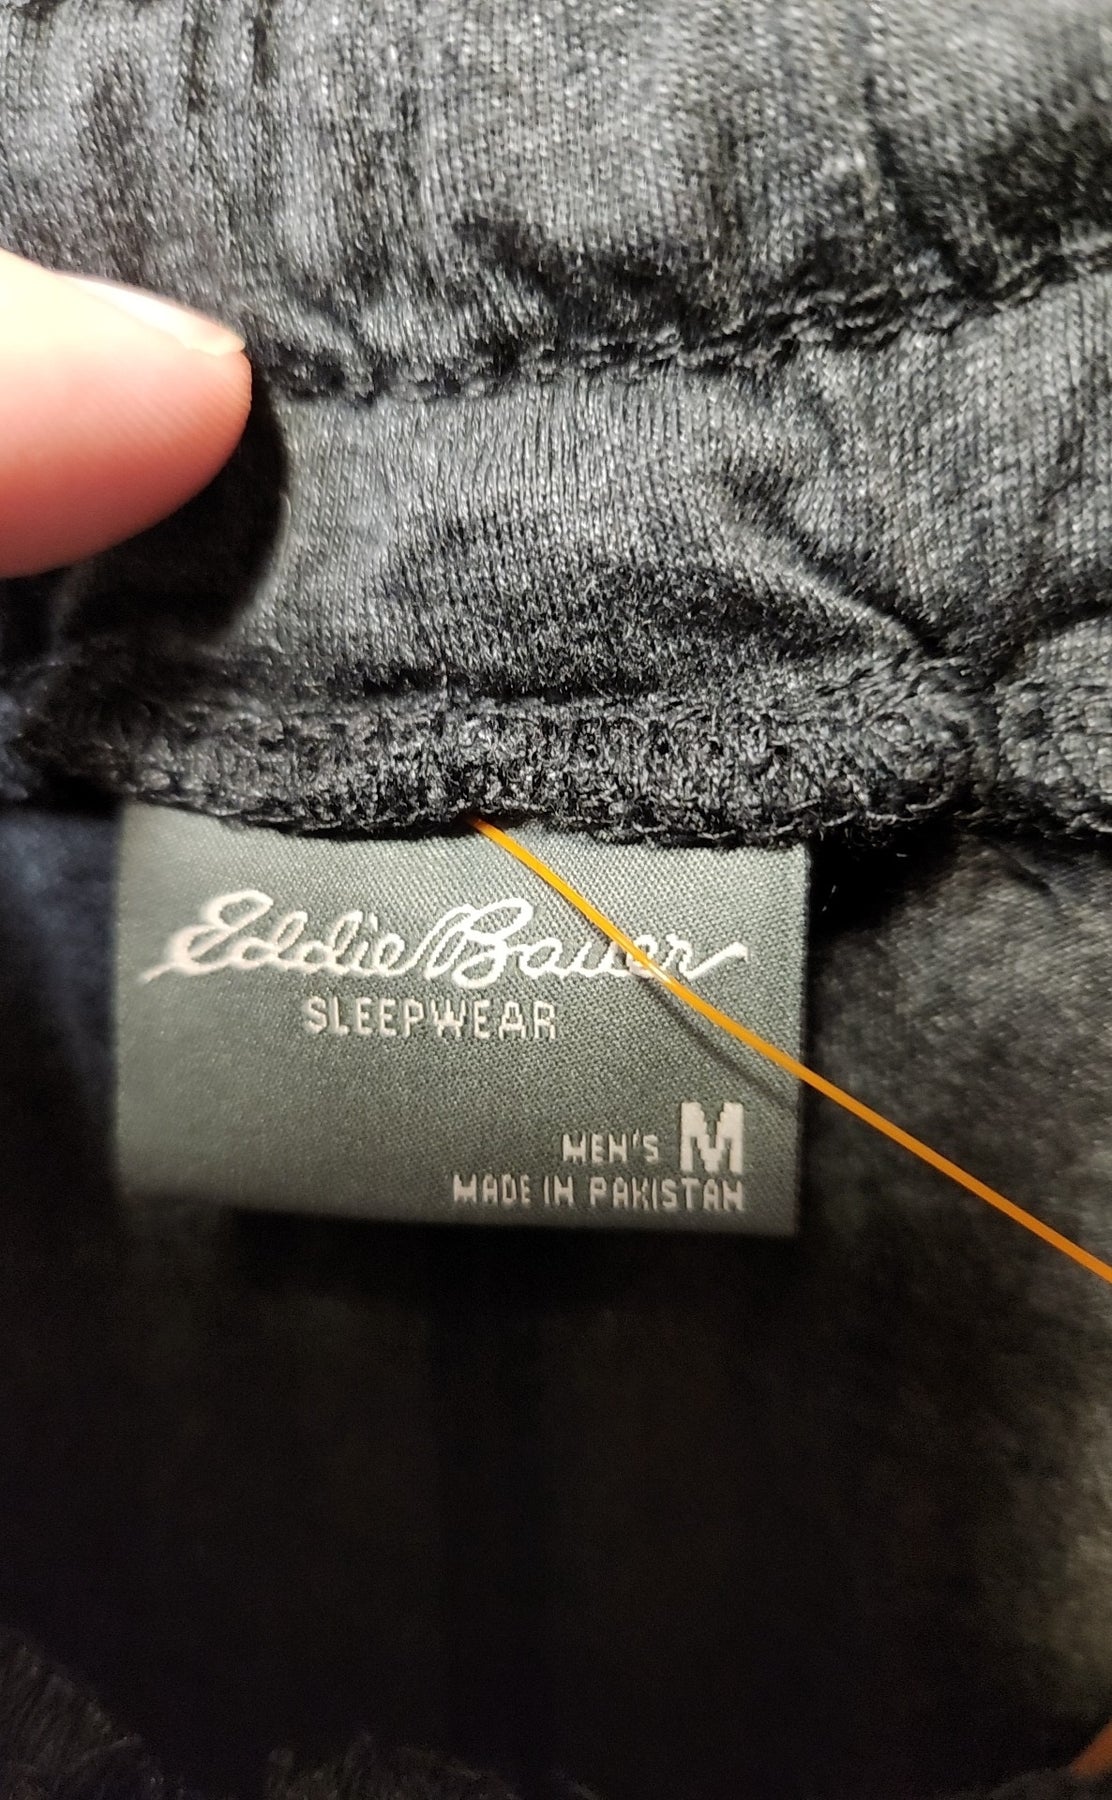 Eddie Bauer
SLEEPWEAR
MEN'S M
MADE IN PAKISTAN